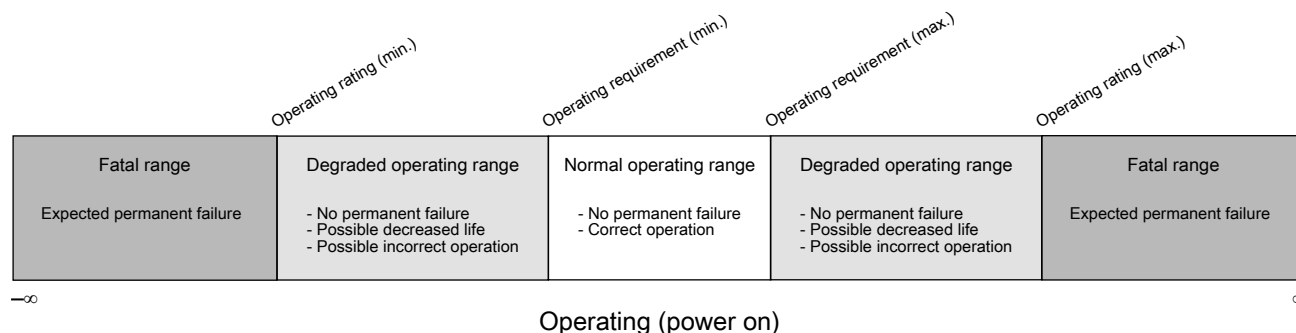 Operating rating (min.)
Operating requirement (min.)
Operating requirement (max.)
Operating rating (max.)
Fatal range
Expected permanent failure
Degraded operating range
- No permanent failure
- Possible decreased life
- Possible incorrect operation
Normal operating range
- No permanent failure
- Correct operation
Degraded operating range
- No permanent failure
- Possible decreased life
- Possible incorrect operation
Fatal range
Expected permanent failure
–∞
Operating (power on)